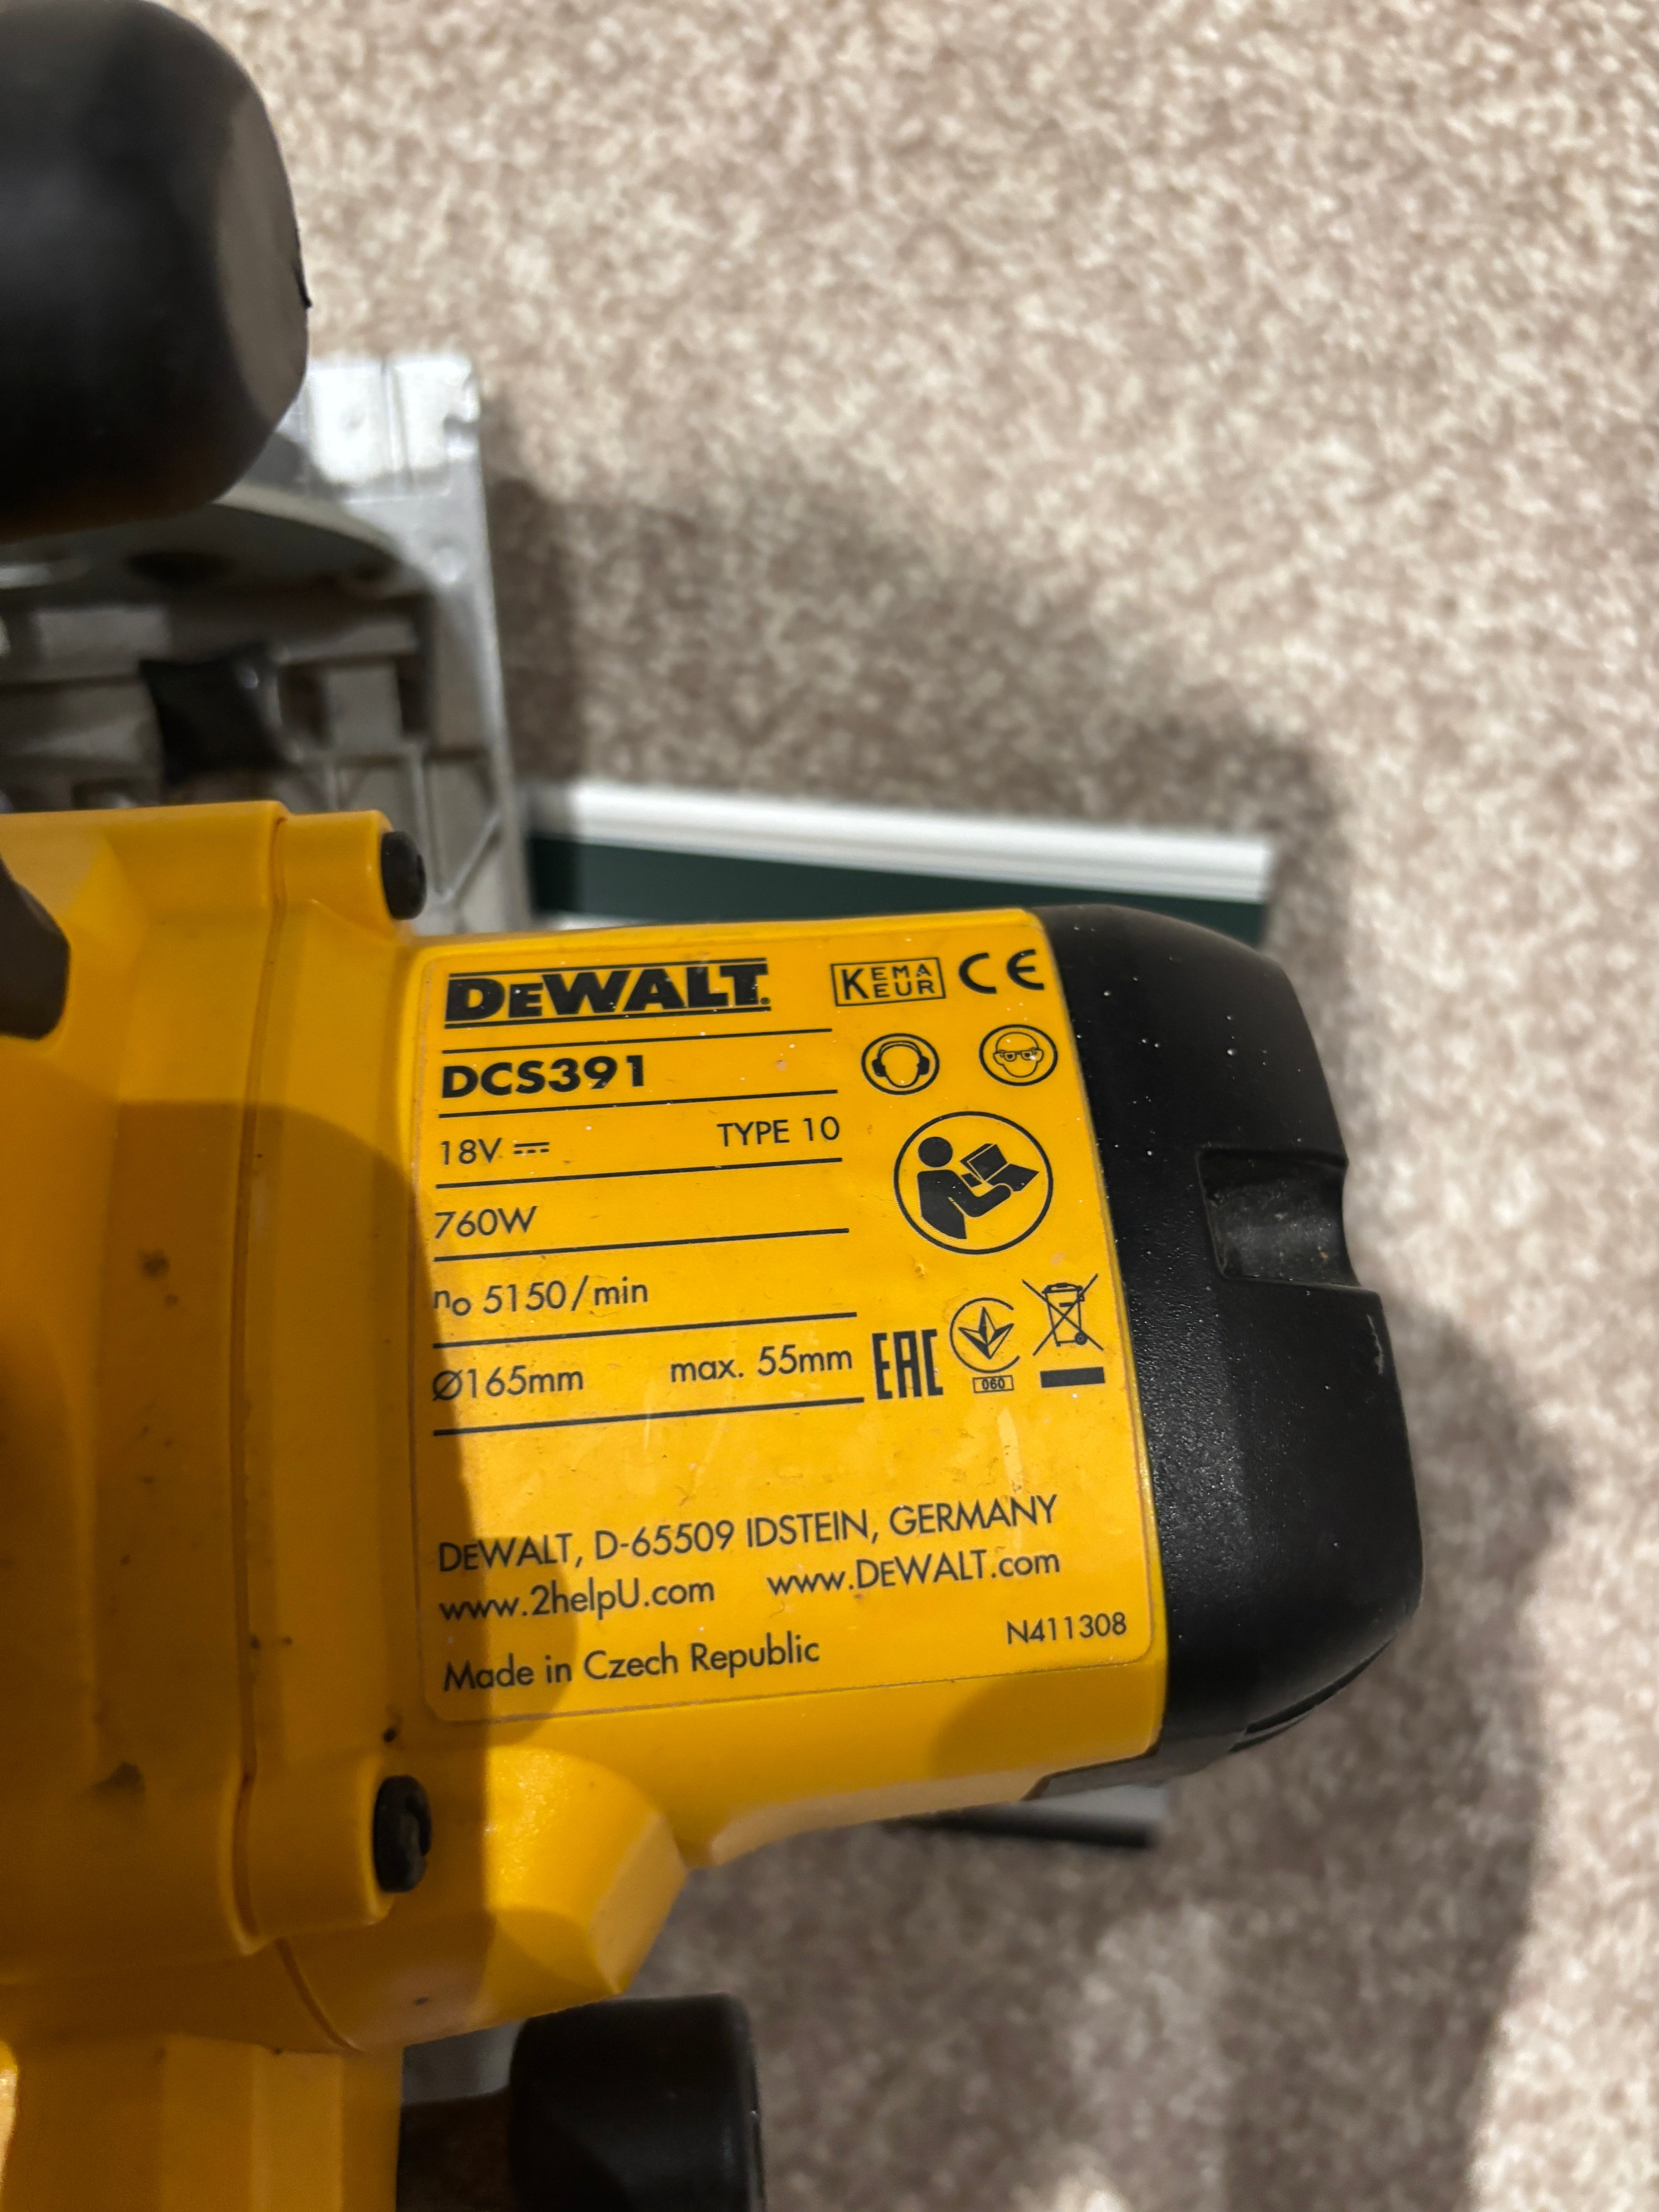 DEWALT
KEMA
KEUR
CE
DCS391
18V
TYPE 10
760W
n₀ 5150/min
Ø165mm max. 55mm
EAC
060
DEWALT, D-65509 IDSTEIN, GERMANY
www.2helpU.com www.DEWALT.com
Made in Czech Republic
N411308